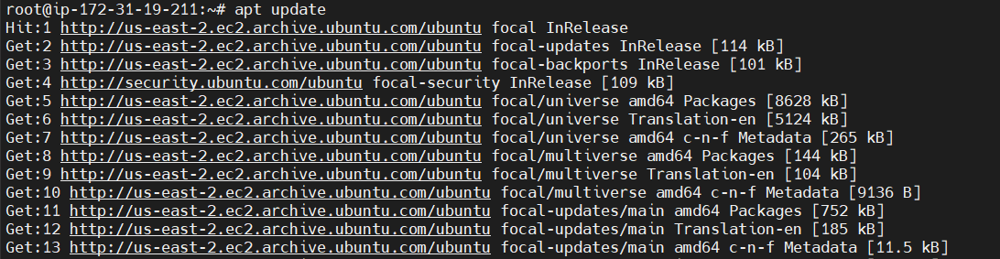 root@ip-172-31-19-211:~# apt update
Hit:1 http://us-east-2.ec2.archive.ubuntu.com/ubuntu focal InRelease
Get:2 http://us-east-2.ec2.archive.ubuntu.com/ubuntu focal-updates InRelease [114 kB]
Get:3 http://us-east-2.ec2.archive.ubuntu.com/ubuntu focal-backports InRelease [101 kB]
Get:4 http://security.ubuntu.com/ubuntu focal-security InRelease [109 kB]
Get:5 http://us-east-2.ec2.archive.ubuntu.com/ubuntu focal/universe amd64 Packages [8628 kB]
Get:6 http://us-east-2.ec2.archive.ubuntu.com/ubuntu focal/universe Translation-en [5124 kB]
Get:7 http://us-east-2.ec2.archive.ubuntu.com/ubuntu focal/universe amd64 c-n-f Metadata [265 kB]
Get:8 http://us-east-2.ec2.archive.ubuntu.com/ubuntu focal/multiverse amd64 Packages [144 kB]
Get:9 http://us-east-2.ec2.archive.ubuntu.com/ubuntu focal/multiverse Translation-en [104 kB]
Get:10 http://us-east-2.ec2.archive.ubuntu.com/ubuntu focal/multiverse amd64 c-n-f Metadata [9136 B]
Get:11 http://us-east-2.ec2.archive.ubuntu.com/ubuntu focal-updates/main amd64 Packages [752 kB]
Get:12 http://us-east-2.ec2.archive.ubuntu.com/ubuntu focal-updates/main Translation-en [185 kB]
Get:13 http://us-east-2.ec2.archive.ubuntu.com/ubuntu focal-updates/main amd64 c-n-f Metadata [11.5 kB]